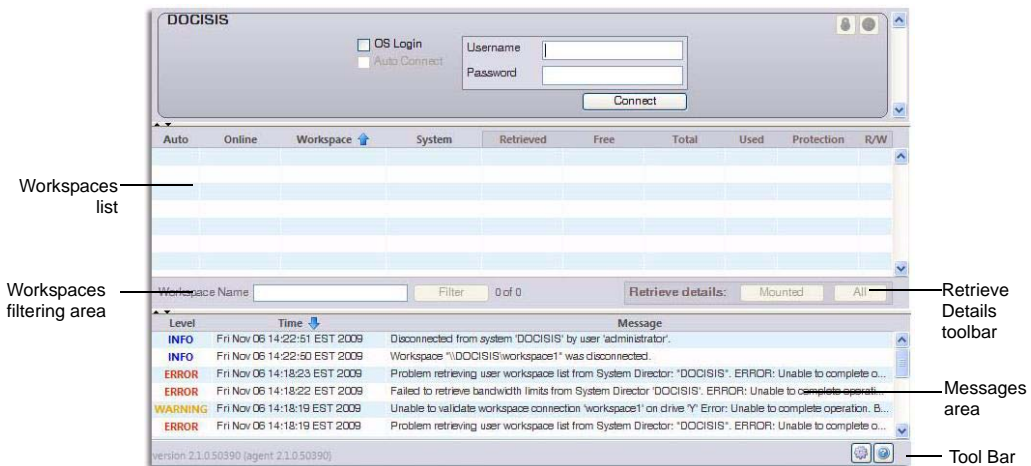 DOCISIS
OS Login
Auto Connect
Username
Password
Connect
Auto Online Workspace System Retrieved Free Total Used Protection R/W
Workspaces
list
Workspaces
filtering area
Workspace Name Filter 0 of 0 Retrieve details: Mounted All
Retrieve
Details
toolbar
Level Time Message
INFO Fri Nov 06 14:22:51 EST 2009 Disconnected from system 'DOCISIS' by user 'administrator'.
INFO Fri Nov 06 14:22:50 EST 2009 Workspace "\\DOCISIS\workspace1" was disconnected.
ERROR Fri Nov 06 14:18:23 EST 2009 Problem retrieving user workspace list from System Director: "DOCISIS". ERROR: Unable to complete o...
ERROR Fri Nov 06 14:18:22 EST 2009 Failed to retrieve bandwidth limits from System Director 'DOCISIS'. ERROR: Unable to complete operati...
WARNING Fri Nov 06 14:18:19 EST 2009 Unable to validate workspace connection 'workspace1' on drive 'Y' Error: Unable to complete operation. B...
ERROR Fri Nov 06 14:18:19 EST 2009 Problem retrieving user workspace list from System Director: "DOCISIS". ERROR: Unable to complete o...
Messages
area
version 2.1.0.50390 (agent 2.1.0.50390)
Tool Bar